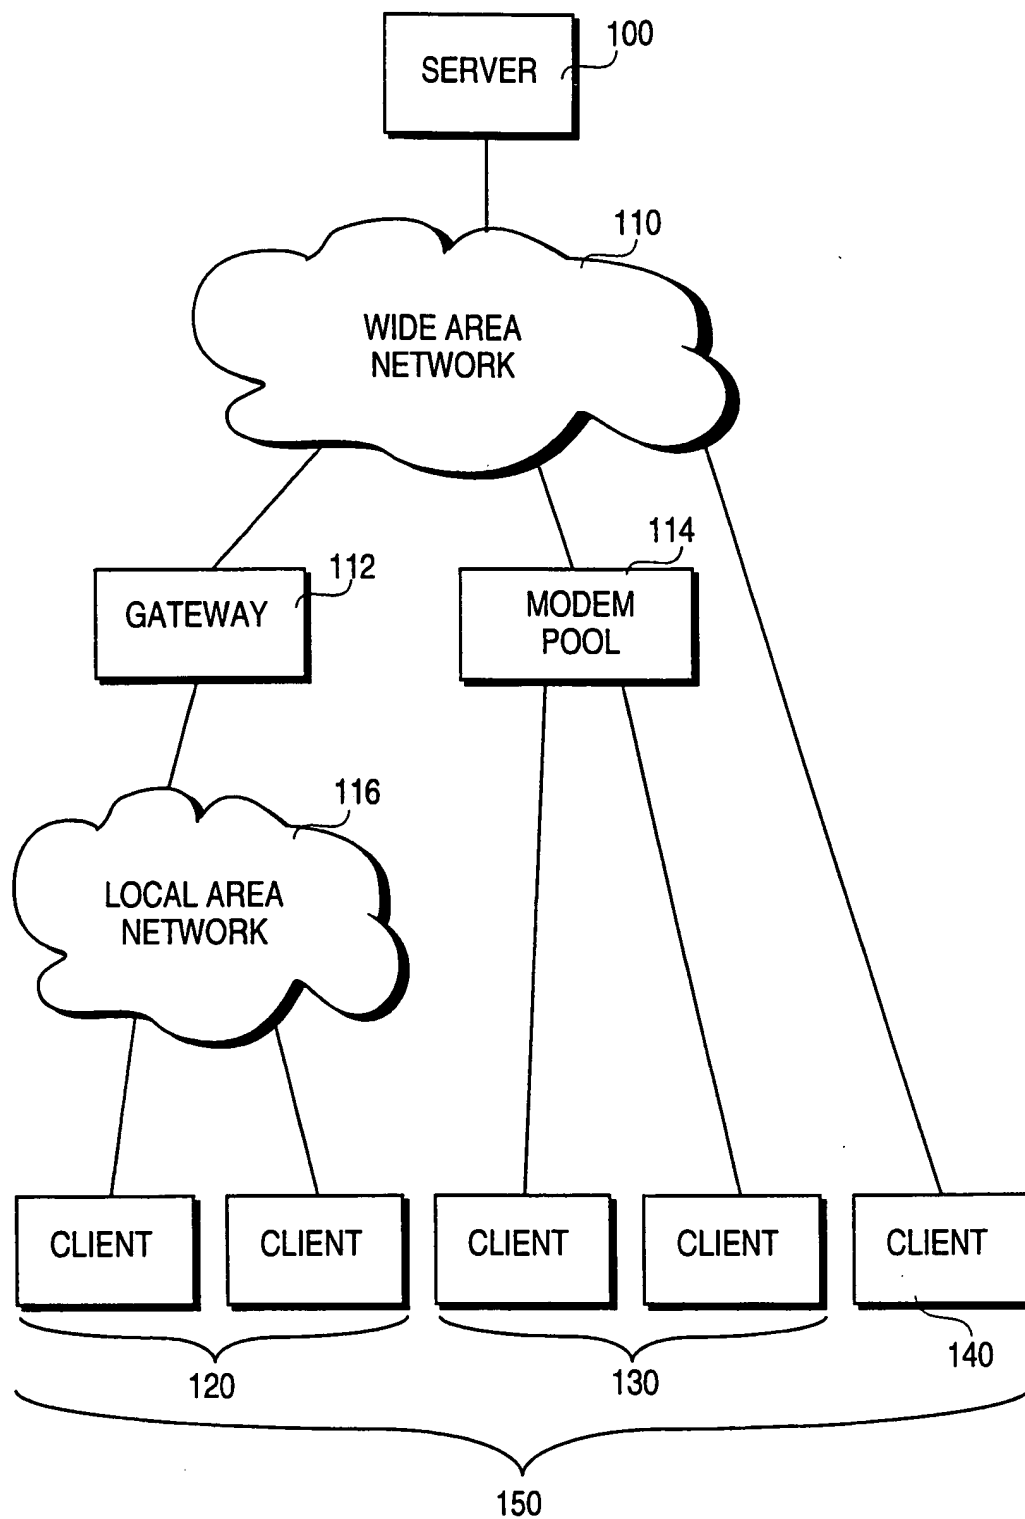 100
SERVER
110
WIDE AREA
NETWORK
114
112
GATEWAY
MODEM
POOL
116
LOCAL AREA
NETWORK
CLIENT
CLIENT
CLIENT
CLIENT
CLIENT
120
130
140
150